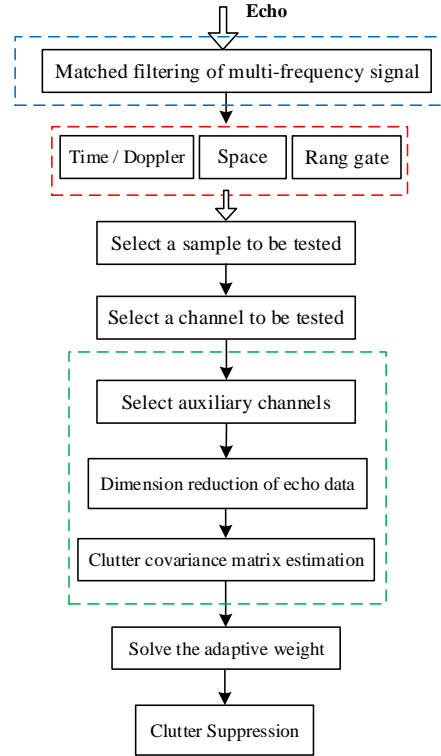 Echo
Matched filtering of multi-frequency signal
Time / Doppler
Space
Rang gate
Select a sample to be tested
Select a channel to be tested
Select auxiliary channels
Dimension reduction of echo data
Clutter covariance matrix estimation
Solve the adaptive weight
Clutter Suppression